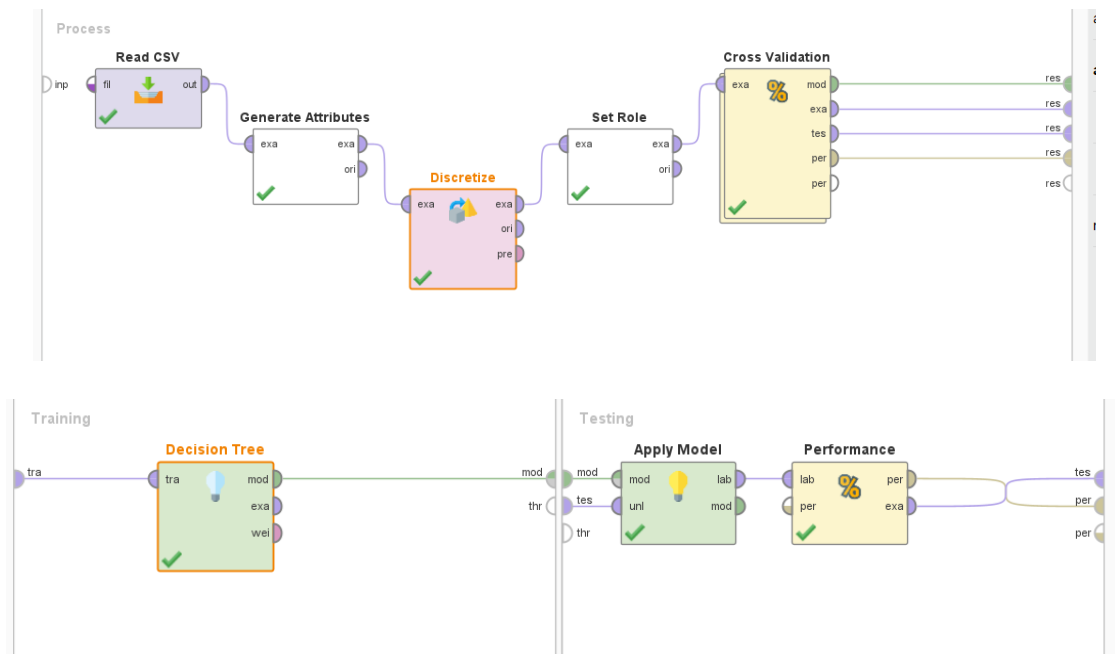 Process
Read CSV
inp
fil
out
Generate Attributes
exa
exa
ori
Discretize
exa
exa
ori
pre
Set Role
exa
exa
ori
Cross Validation
exa
mod
exa
tes
per
per
res
res
res
res
res
Training
tra
Decision Tree
tra
mod
exa
wei
mod
thr
Testing
mod
tes
thr
Apply Model
mod
unl
lab
mod
Performance
lab
per
per
exa
%
%
tes
per
per